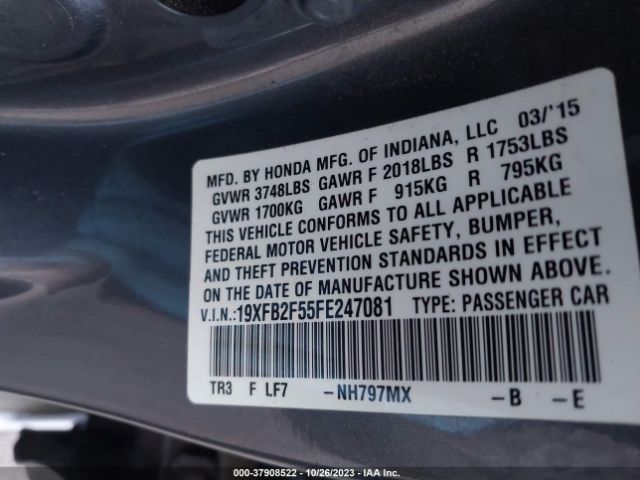 MFD. BY HONDA MFG. OF INDIANA, LLC 03/'15
GVWR 3748LBS GAWR F 2018LBS R 1753LBS
GVWR 1700KG GAWR F 915KG R 795KG
THIS VEHICLE CONFORMS TO ALL APPLICABLE
FEDERAL MOTOR VEHICLE SAFETY, BUMPER,
AND THEFT PREVENTION STANDARDS IN EFFECT
ON THE DATE OF MANUFACTURE SHOWN ABOVE.
V.I.N.:19XFB2F55FE247081 TYPE: PASSENGER CAR
TR3 F LF7 -NH797MX -B -E
000-37908522 - 10/26/2023 - IAA Inc.